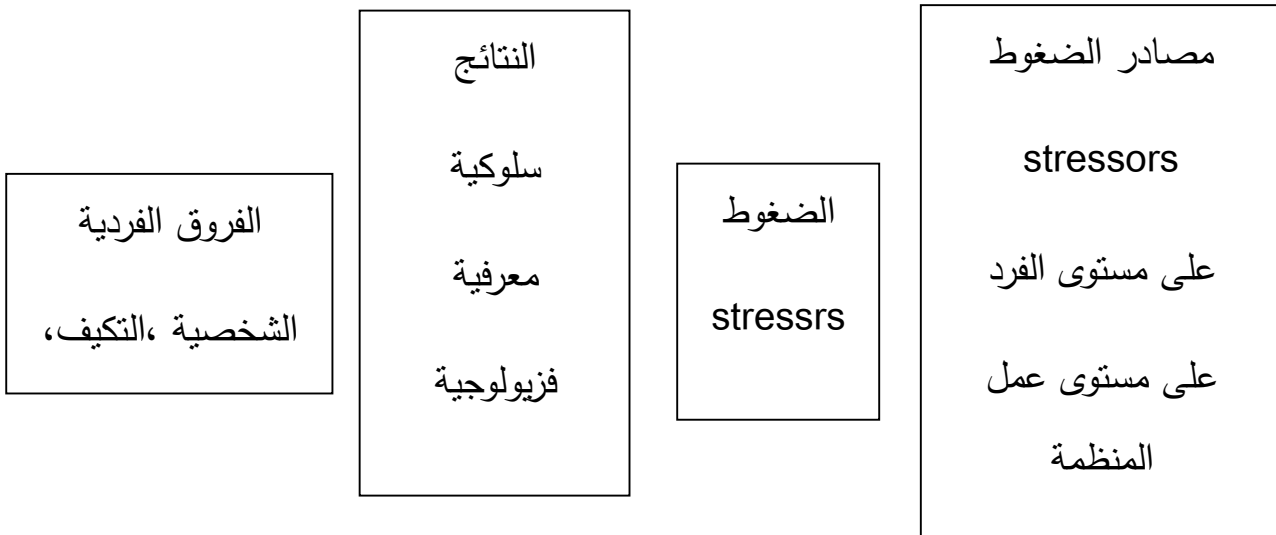 مصادر الضغوط
stressors
على مستوى الفرد
على مستوى عمل
المنظمة
الضغوط
stressrs
النتائج
سلوكية
معرفية
فزيولوجية
الفروق الفردية
الشخصية ،التكيف،